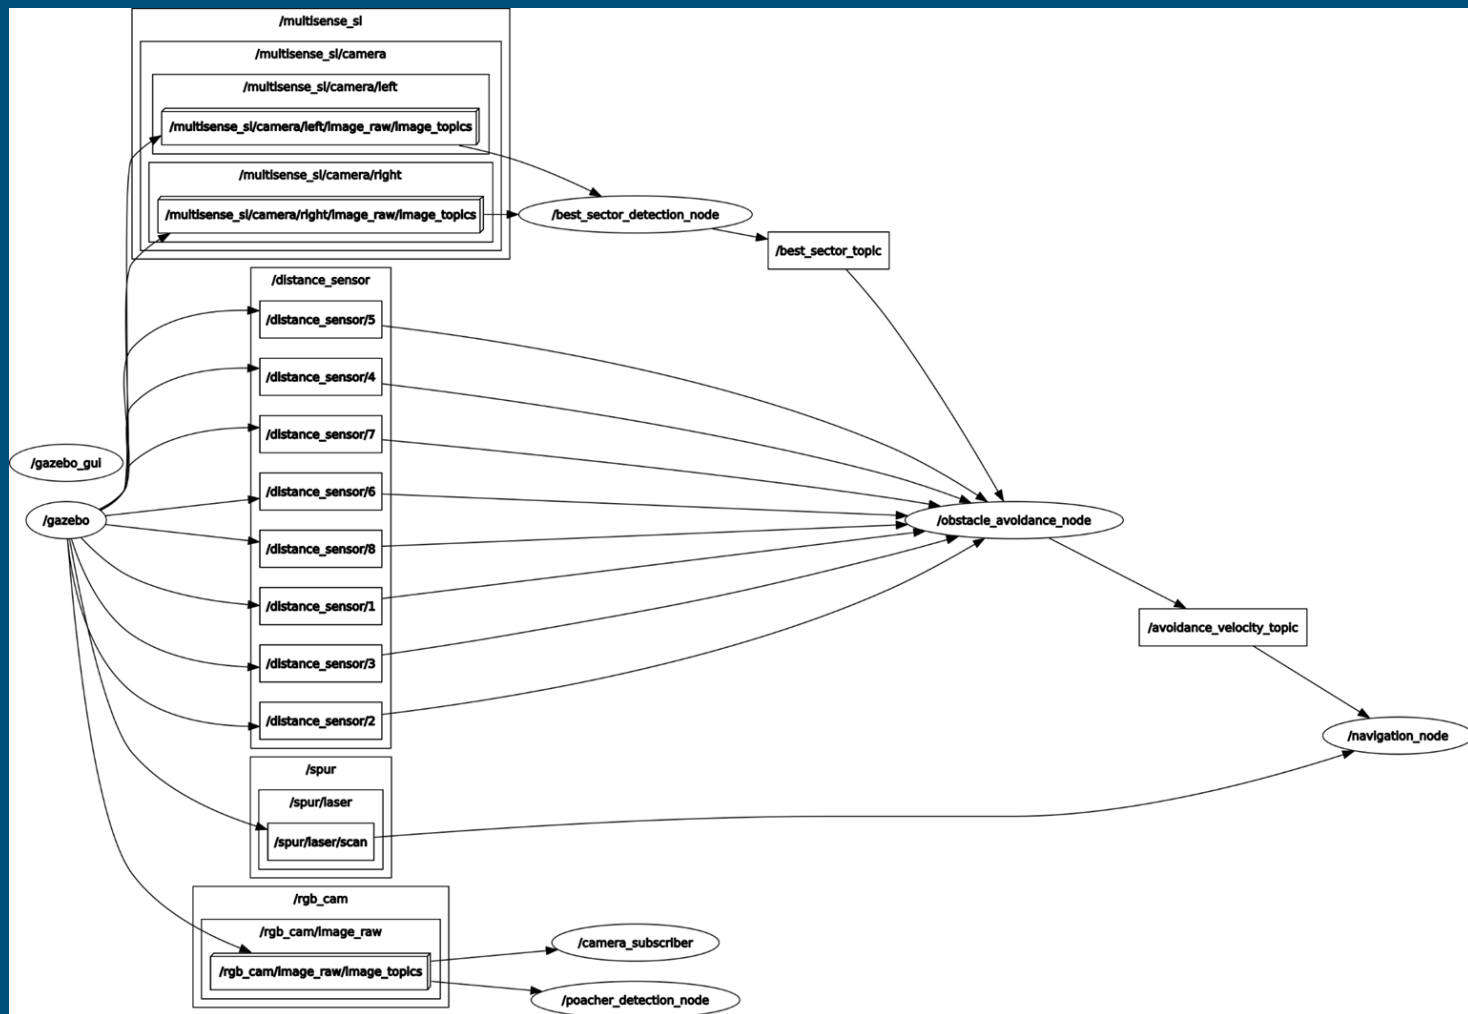 /multisense_sl
/multisense_sl/camera
/multisense_sl/camera/left
/multisense_sl/camera/left/image_raw/image_topics
/multisense_sl/camera/right
/multisense_sl/camera/right/image_raw/image_topics
/best_sector_detection_node
/best_sector_topic
/distance_sensor
/distance_sensor/5
/distance_sensor/4
/distance_sensor/7
/gazebo_gui
/distance_sensor/6
/gazebo
/obstacle_avoidance_node
/distance_sensor/8
/distance_sensor/1
/avoidance_velocity_topic
/distance_sensor/3
/distance_sensor/2
/navigation_node
/spur
/spur/laser
/spur/laser/scan
/rgb_cam
/rgb_cam/image_raw
/camera_subscriber
/rgb_cam/image_raw/image_topics
/poacher_detection_node